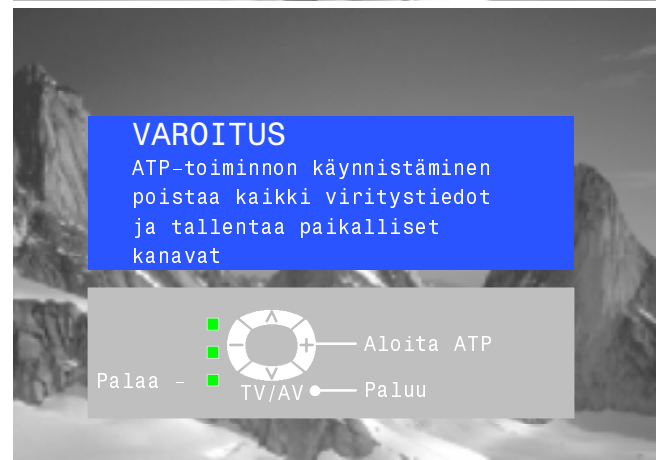 VAROITUS
ATP-toiminnon käynnistäminen
poistaa kaikki viritystiedot
ja tallentaa paikalliset
kanavat
Aloita ATP
Palaa -
TV/AV
Paluu